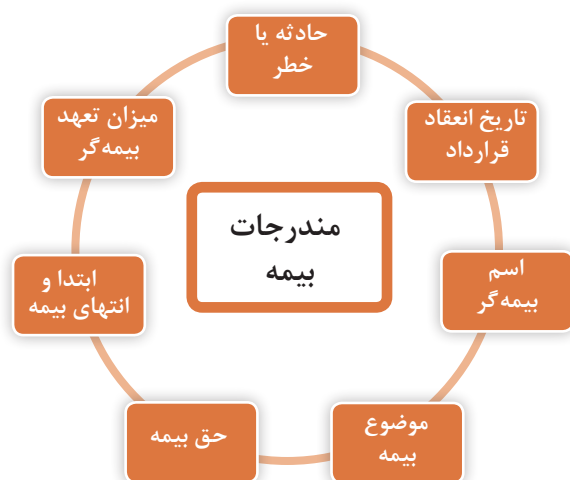 حادثه یا
خطر
تاریخ انعقاد
قرارداد
اسم
بیمه‌گر
موضوع
بیمه
حق بیمه
ابتدا و
انتهای بیمه
میزان تعهد
بیمه‌گر
مندرجات
بیمه